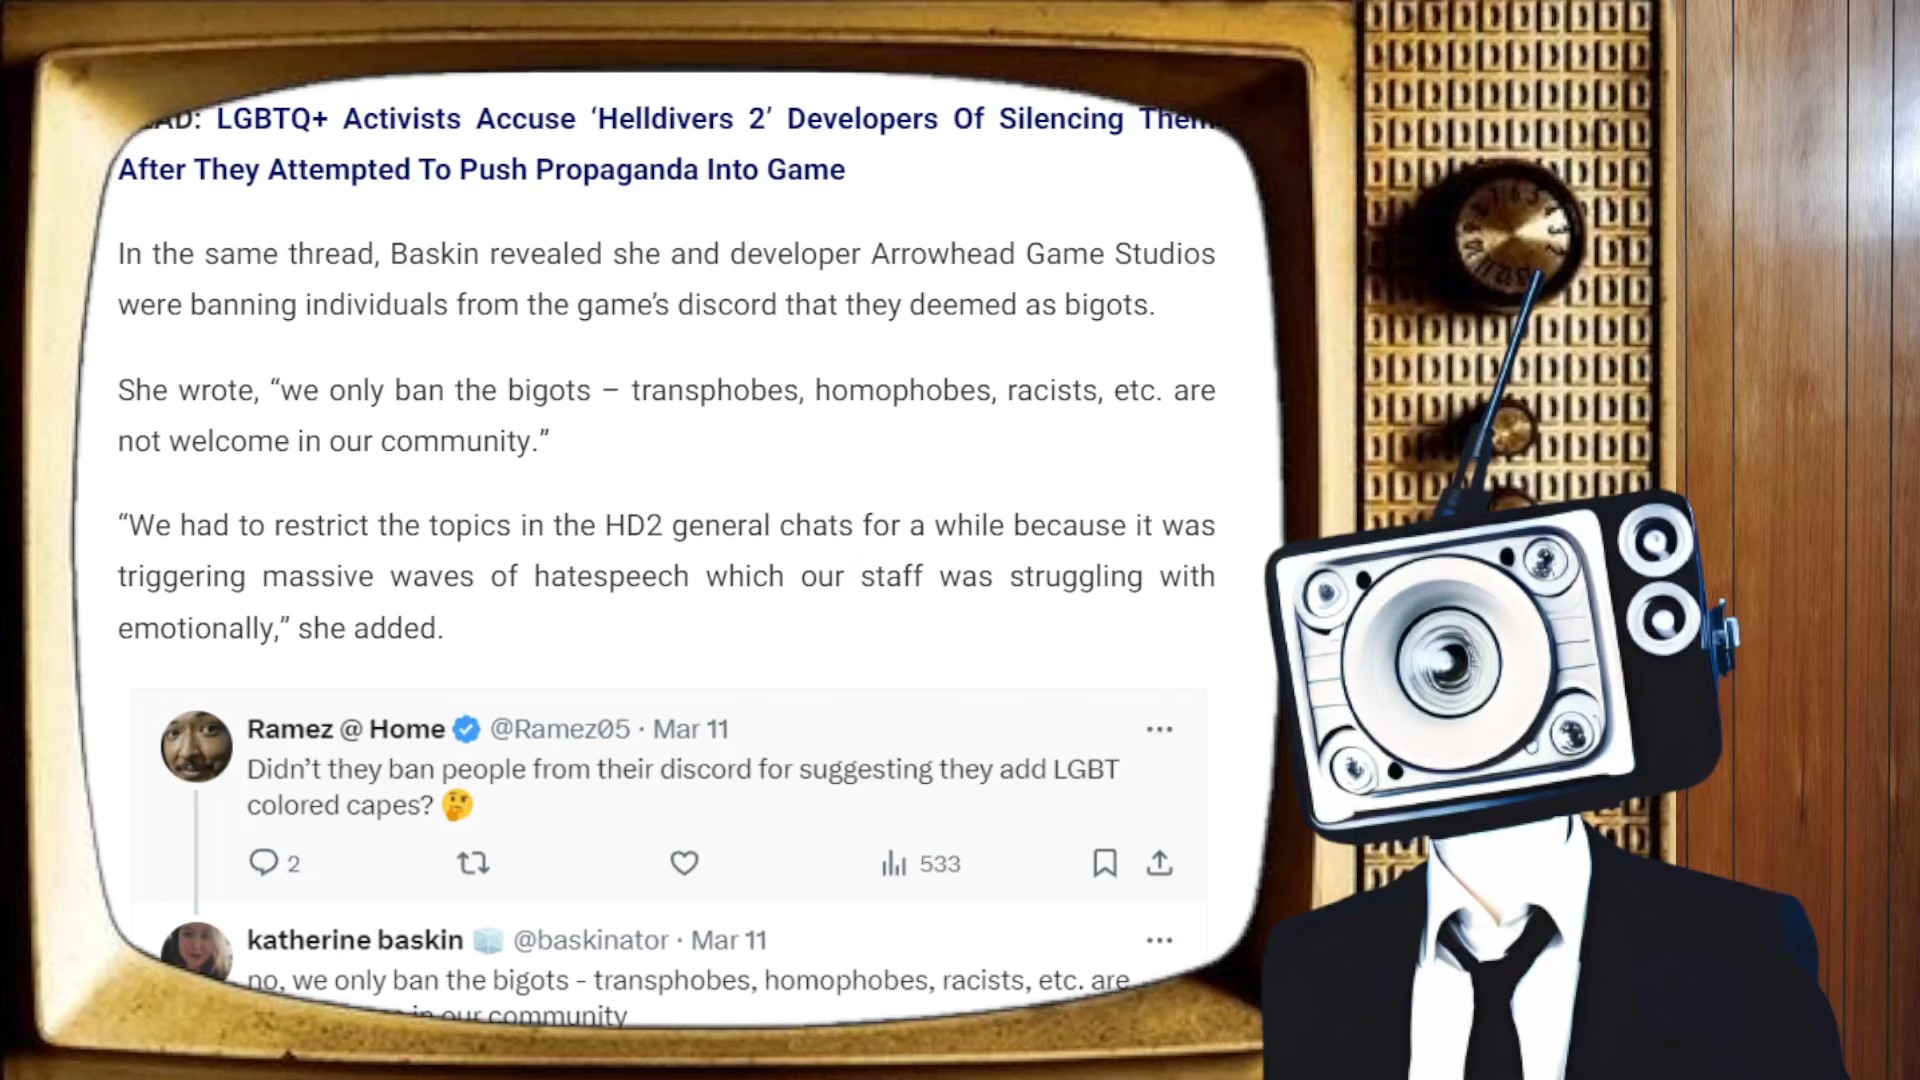 LGBTQ+ Activists Accuse ‘Helldivers 2’ Developers Of Silencing Them
After They Attempted To Push Propaganda Into Game
In the same thread, Baskin revealed she and developer Arrowhead Game Studios
were banning individuals from the game’s discord that they deemed as bigots.
She wrote, “we only ban the bigots – transphobes, homophobes, racists, etc. are
not welcome in our community.”
“We had to restrict the topics in the HD2 general chats for a while because it was
triggering massive waves of hatespeech which our staff was struggling with
emotionally,” she added.
Ramez @ Home @Ramez05 · Mar 11
Didn’t they ban people from their discord for suggesting they add LGBT
colored capes? 🤔
2 533
katherine baskin 🧊 @baskinator · Mar 11
no, we only ban the bigots - transphobes, homophobes, racists, etc. are
in our community